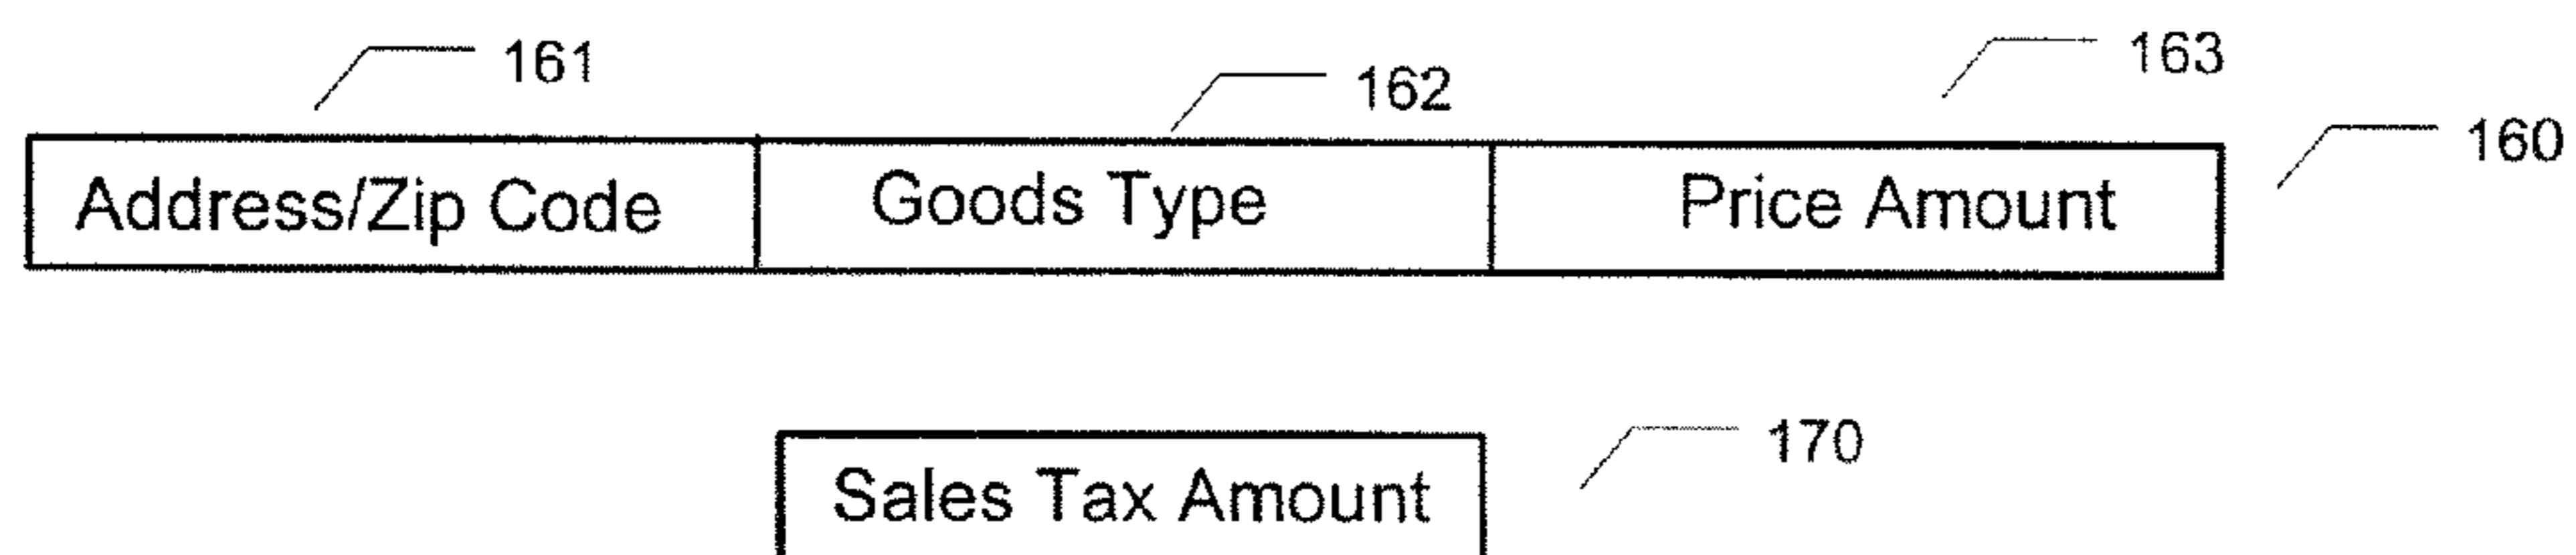 161
162
163
160
Address/Zip Code
Goods Type
Price Amount
170
Sales Tax Amount